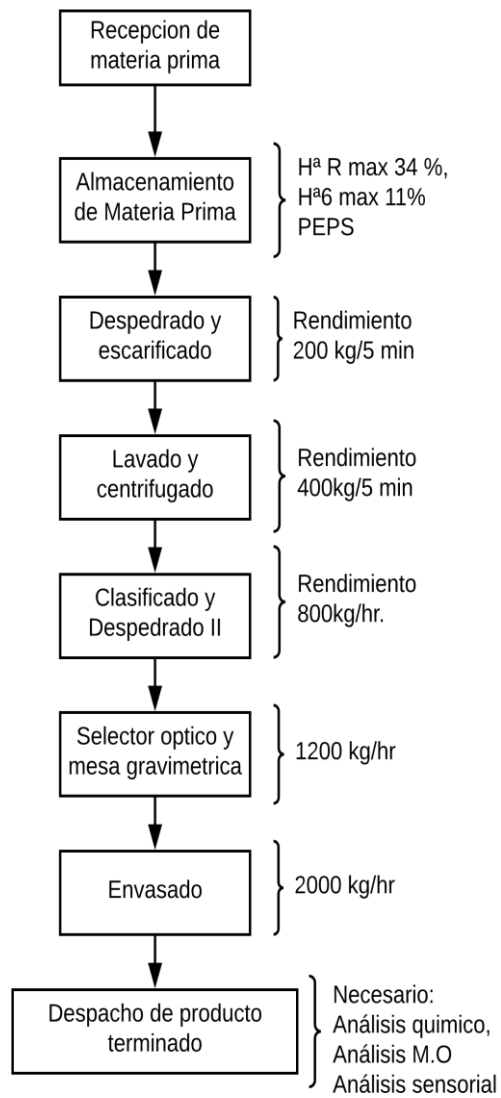 Recepcion de
materia prima
Almacenamiento
de Materia Prima
Hª R max 34 %,
Hª6 max 11%
PEPS
Despedrado y
escarificado
Rendimiento
200 kg/5 min
Lavado y
centrifugado
Rendimiento
400kg/5 min
Clasificado y
Despedrado II
Rendimiento
800kg/hr.
Selector optico y
mesa gravimetrica
1200 kg/hr
Envasado
2000 kg/hr
Despacho de producto
terminado
Necesario:
Análisis quimico,
Análisis M.O
Análisis sensorial